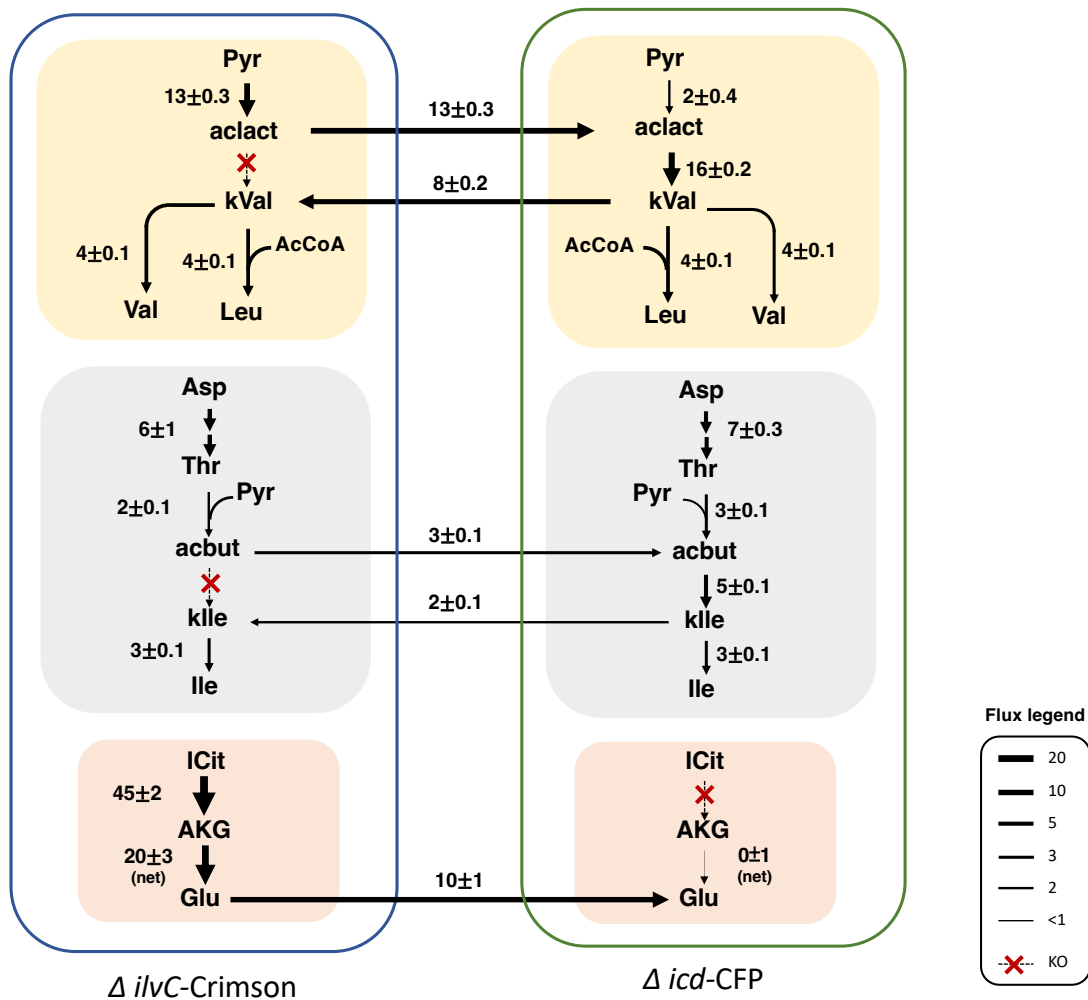 Pyr
13±0.3
aclact
kVal
4±0.1
4±0.1
AcCoA
Val
Leu
13±0.3
8±0.2
Pyr
2±0.4
aclact
16±0.2
kVal
AcCoA
4±0.1
4±0.1
Leu
Val
Asp
6±1
Thr
Pyr
2±0.1
acbut
kIle
3±0.1
Ile
3±0.1
2±0.1
Asp
7±0.3
Thr
Pyr
3±0.1
acbut
5±0.1
kIle
3±0.1
Ile
ICit
45±2
AKG
20±3
(net)
Glu
10±1
ICit
AKG
0±1
(net)
Glu
Δ ilvC-Crimson
Δ icd-CFP
Flux legend
20
10
5
3
2
<1
KO